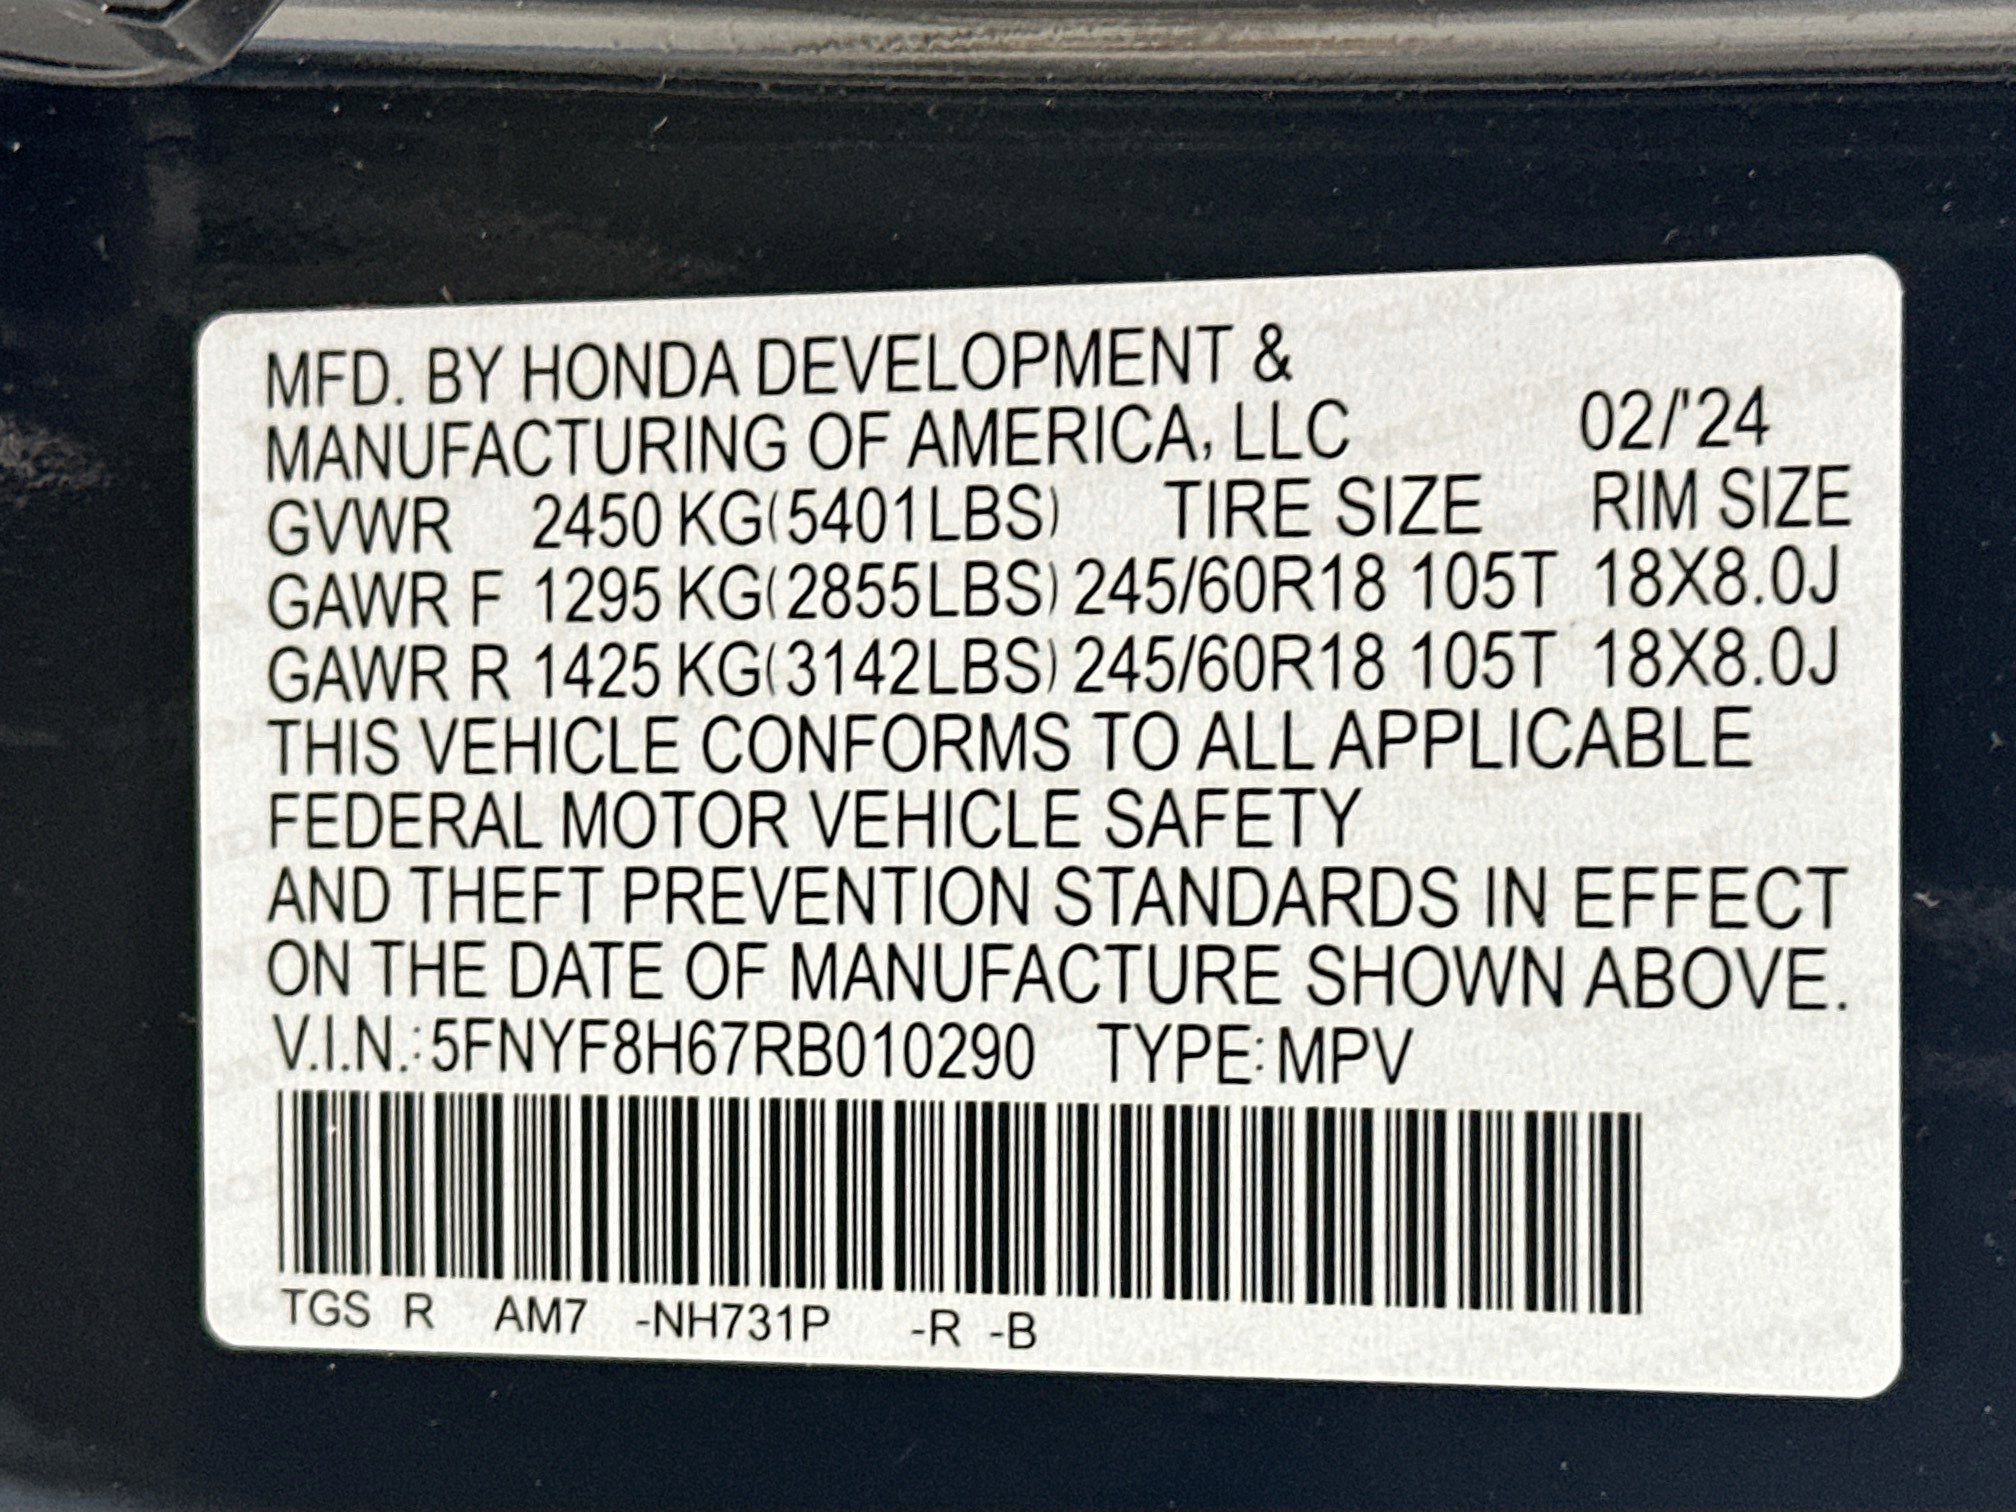 MFD. BY HONDA DEVELOPMENT &
MANUFACTURING OF AMERICA, LLC 02/'24
GVWR 2450 KG(5401LBS) TIRE SIZE RIM SIZE
GAWR F 1295 KG(2855LBS) 245/60R18 105T 18X8.0J
GAWR R 1425 KG(3142LBS) 245/60R18 105T 18X8.0J
THIS VEHICLE CONFORMS TO ALL APPLICABLE
FEDERAL MOTOR VEHICLE SAFETY
AND THEFT PREVENTION STANDARDS IN EFFECT
ON THE DATE OF MANUFACTURE SHOWN ABOVE.
V.I.N.: 5FNYF8H67RB010290 TYPE: MPV
TGS R AM7 -NH731P -R -B